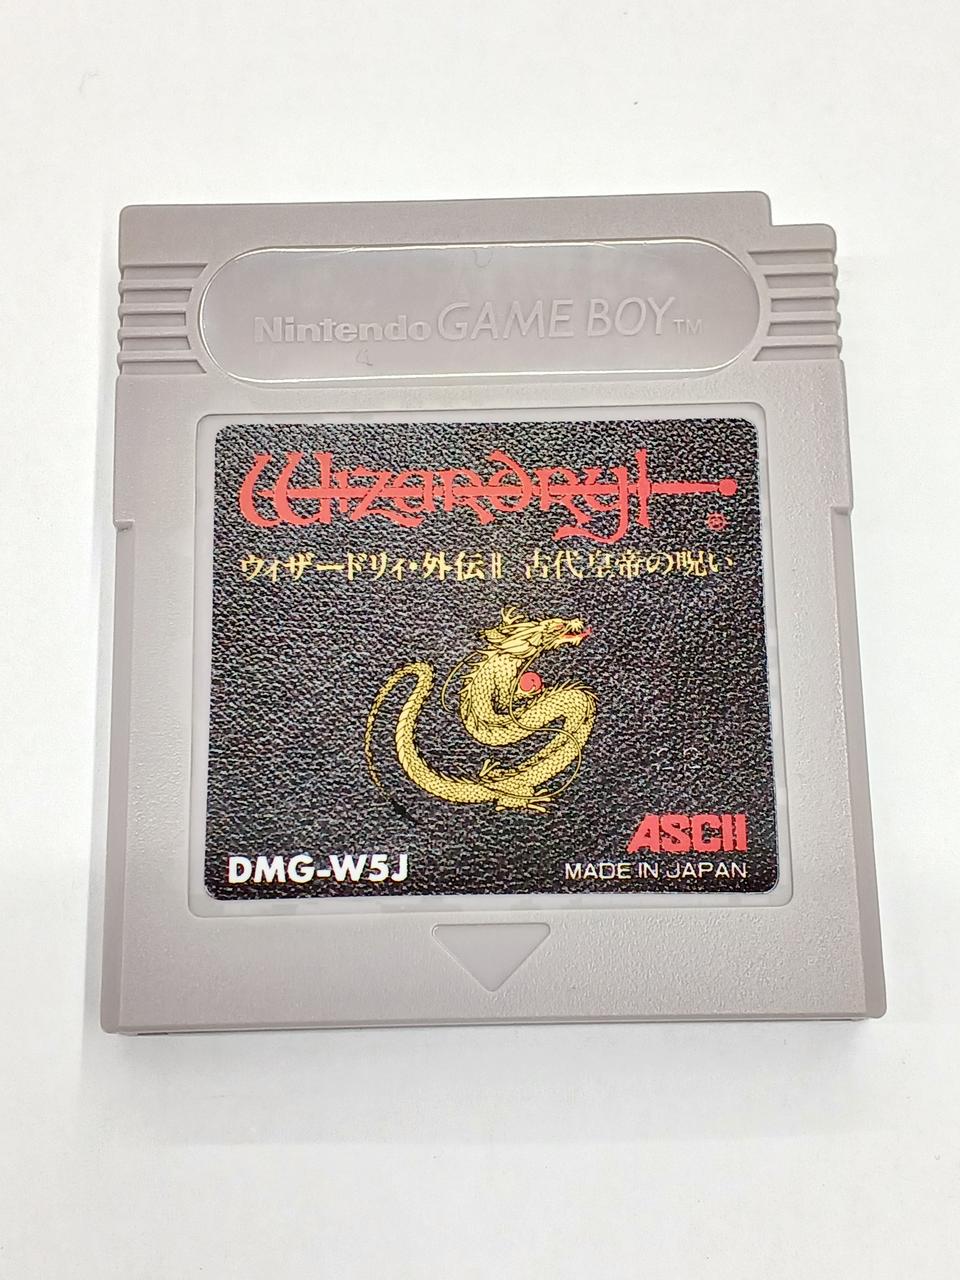 Nintendo GAME BOY™
Wizardry®
ウィザードリィ・外伝II 古代皇帝の呪い
ASCII
DMG-W5J
MADE IN JAPAN